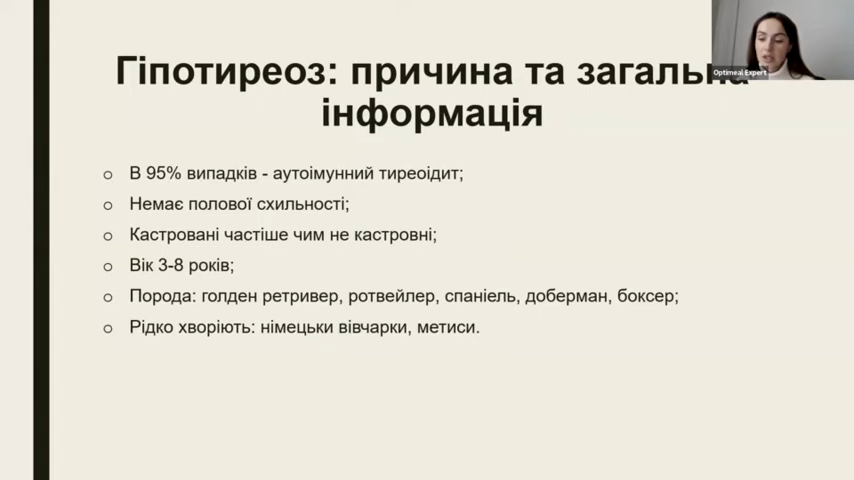 Гіпотиреоз: причина та загальна
інформація
Optimeal Expert
В 95% випадків - аутоімунний тиреоідит;
Немає полової схильності;
Кастровані частіше чим не кастровні;
Вік 3-8 років;
Порода: голден ретривер, ротвейлер, спаніель, доберман, боксер;
Рідко хворіють: німецьки вівчарки, метиси.